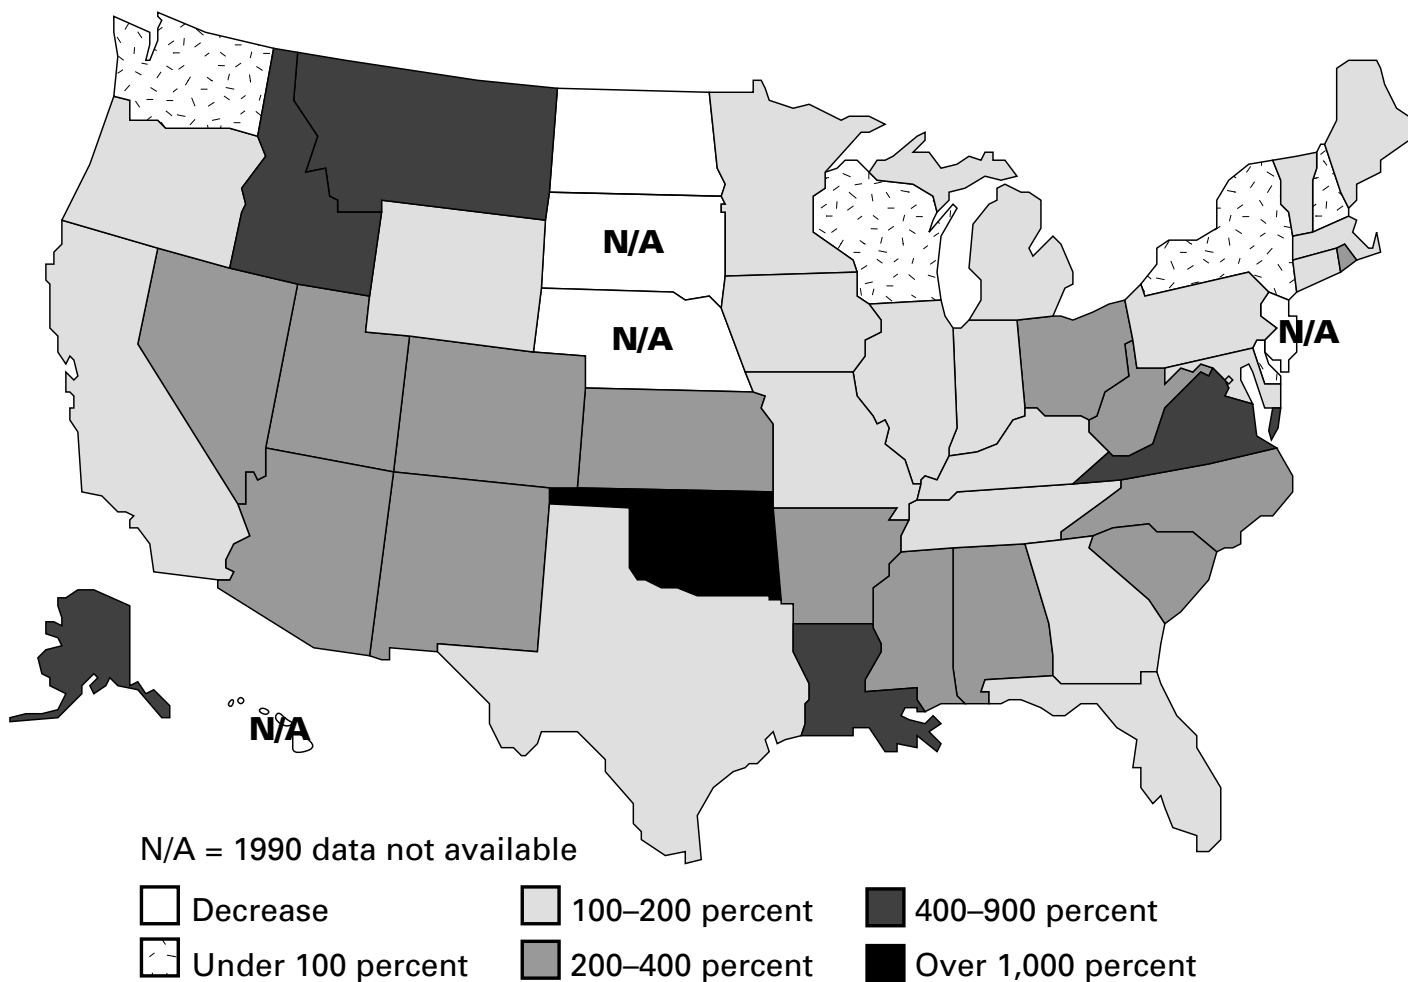 N/A
N/A
N/A
N/A
N/A = 1990 data not available
Decrease
100–200 percent
400–900 percent
Under 100 percent
200–400 percent
Over 1,000 percent